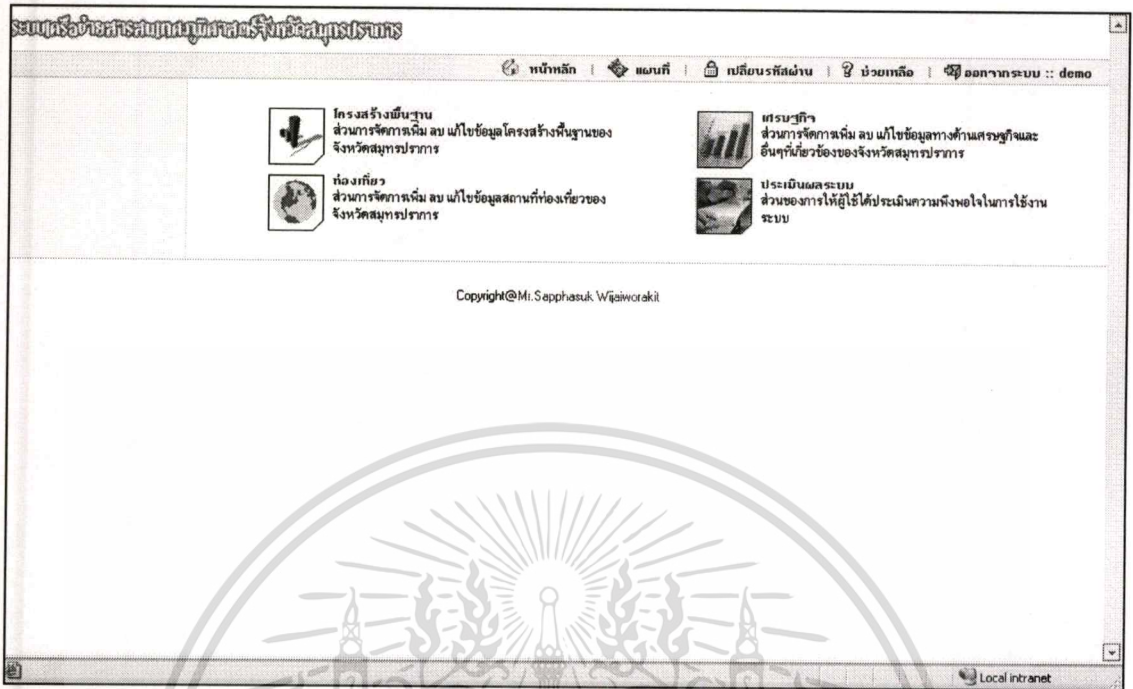 ระบบเครือข่ายสารสนเทศภูมิศาสตร์จังหวัดสมุทรปราการ
หน้าหลัก | แผนที่ | เปลี่ยนรหัสผ่าน | ช่วยเหลือ | ออกจากระบบ :: demo
โครงสร้างพื้นฐาน
ส่วนการจัดการเพิ่ม ลบ แก้ไขข้อมูลโครงสร้างพื้นฐานของ
จังหวัดสมุทรปราการ
ท่องเที่ยว
ส่วนการจัดการเพิ่ม ลบ แก้ไขข้อมูลสถานที่ท่องเที่ยวของ
จังหวัดสมุทรปราการ
เศรษฐกิจ
ส่วนการจัดการเพิ่ม ลบ แก้ไขข้อมูลทางด้านเศรษฐกิจและ
อื่นๆที่เกี่ยวข้องของจังหวัดสมุทรปราการ
ประเมินผลระบบ
ส่วนของการให้ผู้ใช้ได้ประเมินความพึงพอใจในการใช้งาน
ระบบ
Copyright@Mr.Sapphasuk Wijaiworakit
Local intranet